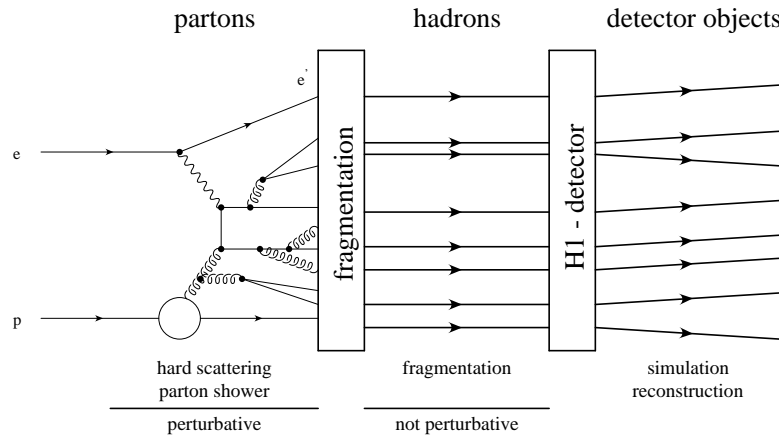 partons hadrons detector objects
e'
e
fragmentation
H1 - detector
p
hard scattering fragmentation simulation
parton shower reconstruction
perturbative not perturbative